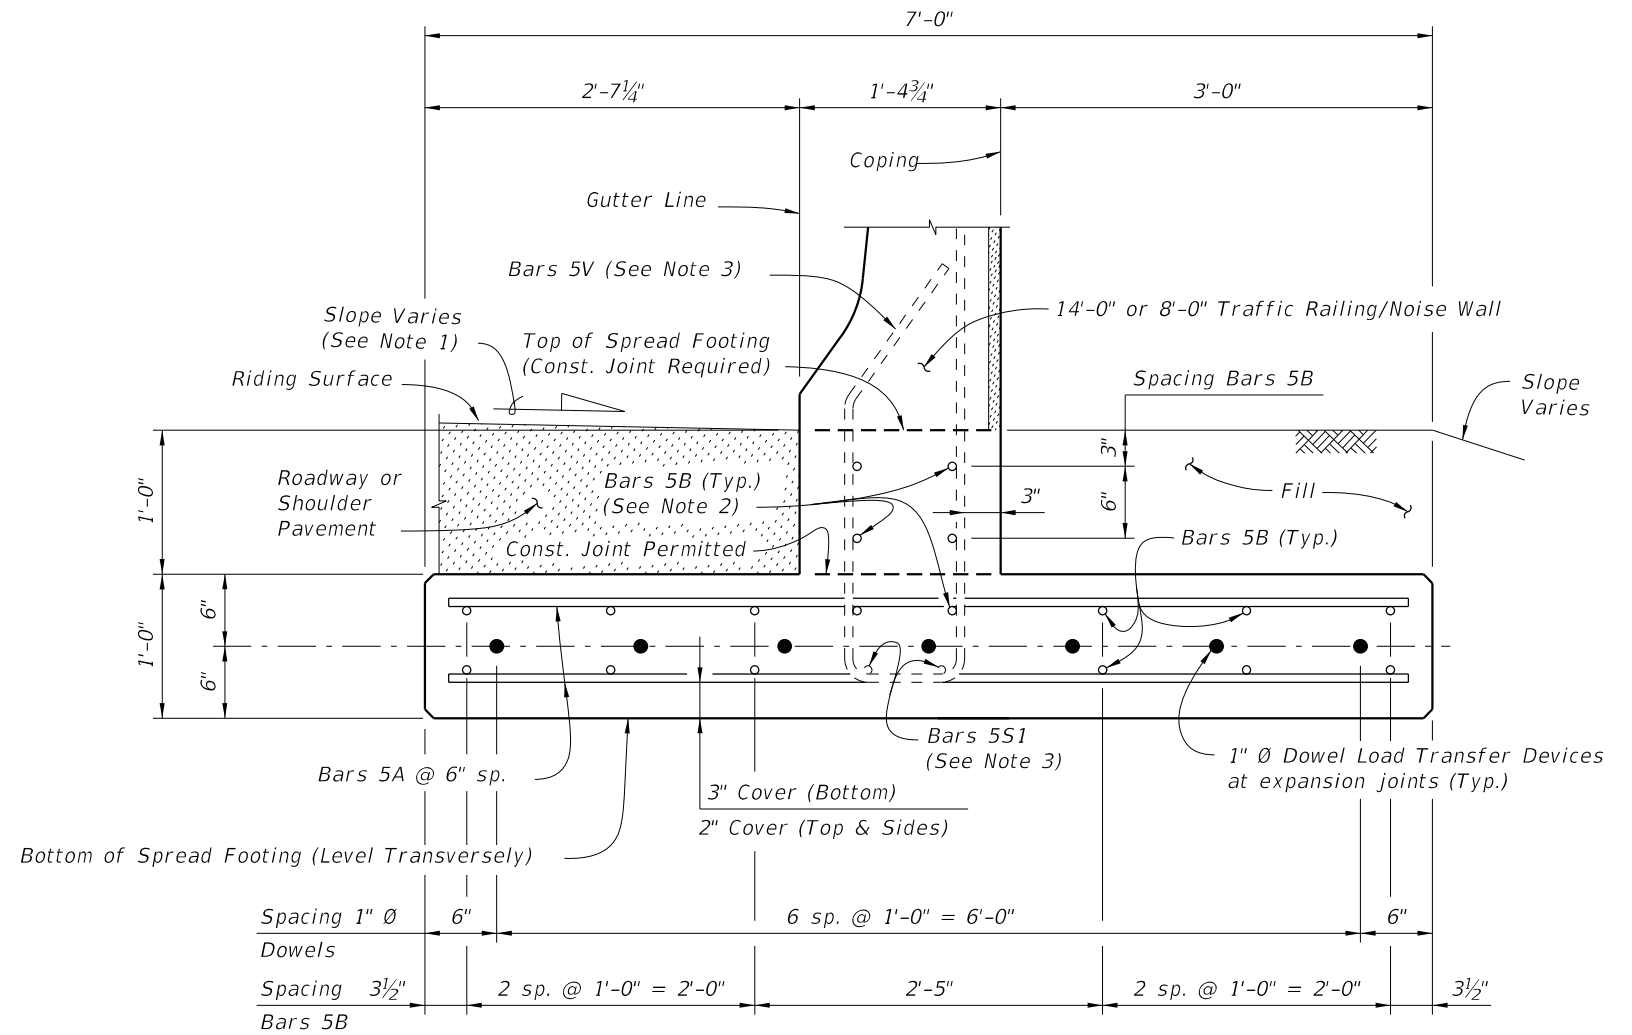 7'-0"
2'-7¼"
1'-4¾"
3'-0"
Coping
Gutter Line
Bars 5V (See Note 3)
Slope Varies
(See Note 1)
Top of Spread Footing
(Const. Joint Required)
14'-0" or 8'-0" Traffic Railing/Noise Wall
Riding Surface
Spacing Bars 5B
Slope
Varies
1'-0"
Roadway or
Shoulder
Pavement
Bars 5B (Typ.)
(See Note 2)
3"
3"
6"
Fill
Const. Joint Permitted
Bars 5B (Typ.)
1'-0"
6"
6"
Bars 5S1
(See Note 3)
1" Ø Dowel Load Transfer Devices
at expansion joints (Typ.)
Bars 5A @ 6" sp.
3" Cover (Bottom)
2" Cover (Top & Sides)
Bottom of Spread Footing (Level Transversely)
Spacing 1" Ø
Dowels
6"
6 sp. @ 1'-0" = 6'-0"
6"
Spacing
Bars 5B
3½"
2 sp. @ 1'-0" = 2'-0"
2'-5"
2 sp. @ 1'-0" = 2'-0"
3½"